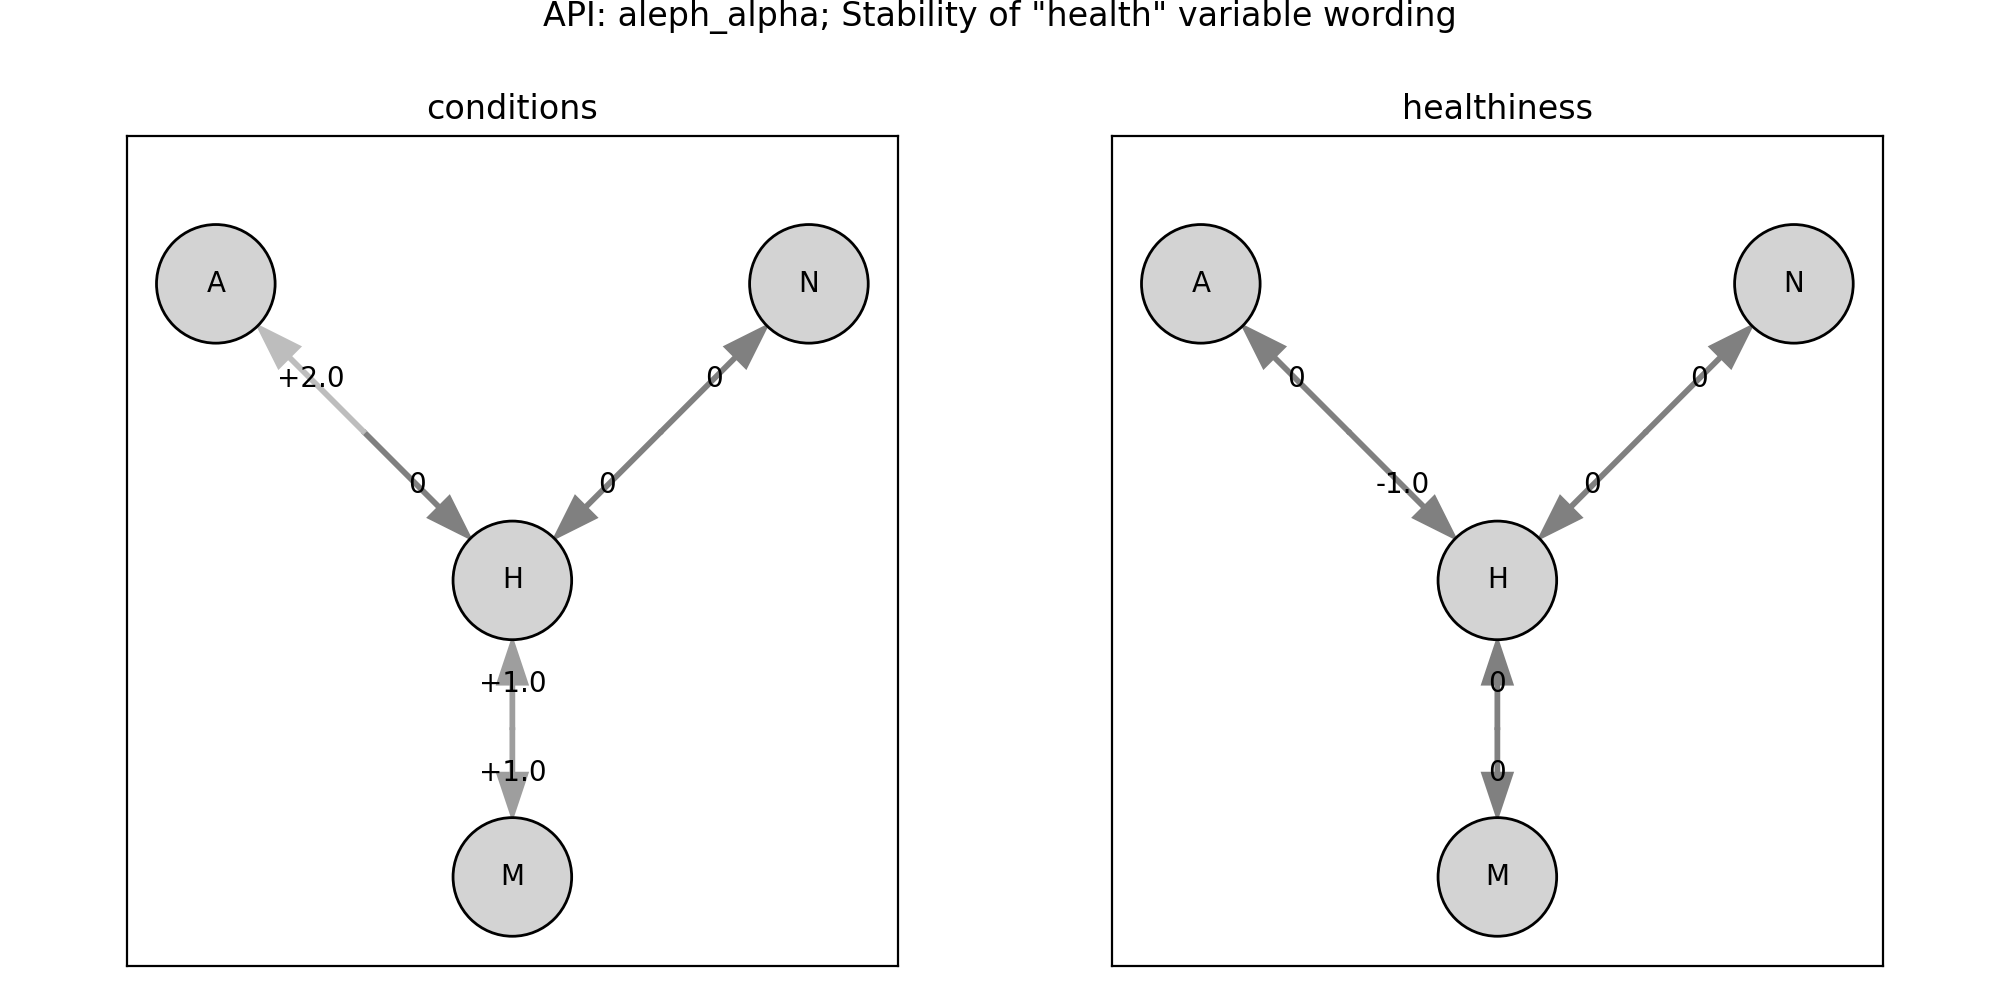 API: aleph_alpha; Stability of "health" variable wording
conditions
A
N
+2.0
0
0
0
H
+1.0
+1.0
M
healthiness
A
N
0
0
-1.0
0
H
0
0
M